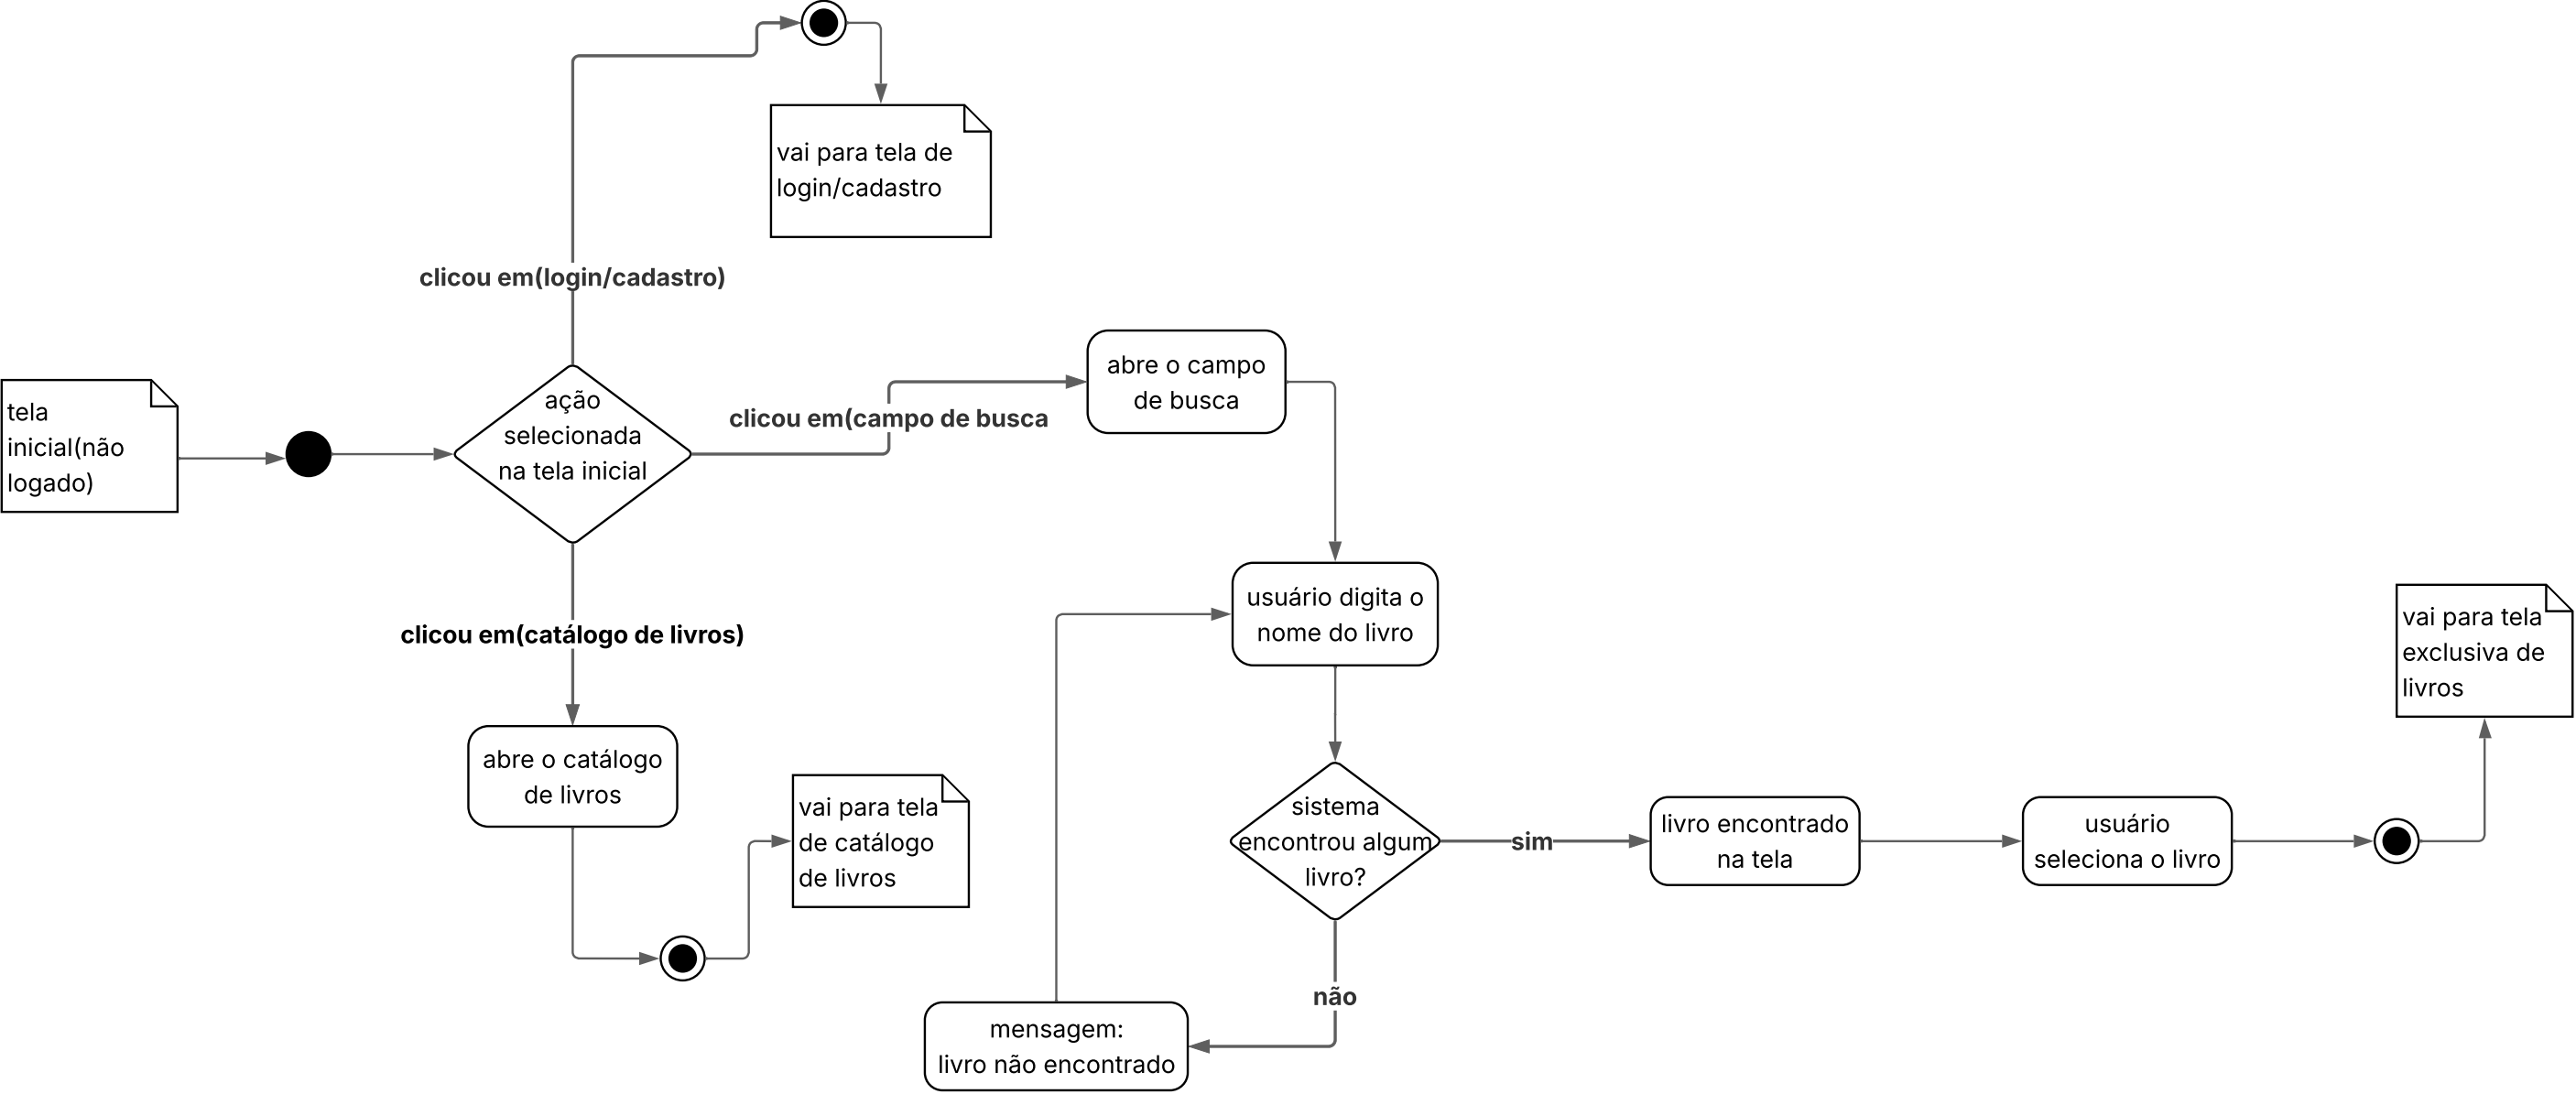 vai para tela de
login/cadastro
clicou em(login/cadastro)
tela
inicial(não
logado)
ação
selecionada
na tela inicial
clicou em(campo de busca
abre o campo
de busca
usuário digita o
nome do livro
clicou em(catálogo de livros)
abre o catálogo
de livros
vai para tela
de catálogo
de livros
sistema
encontrou algum
livro?
sim
livro encontrado
na tela
usuário
seleciona o livro
vai para tela
exclusiva de
livros
não
mensagem:
livro não encontrado